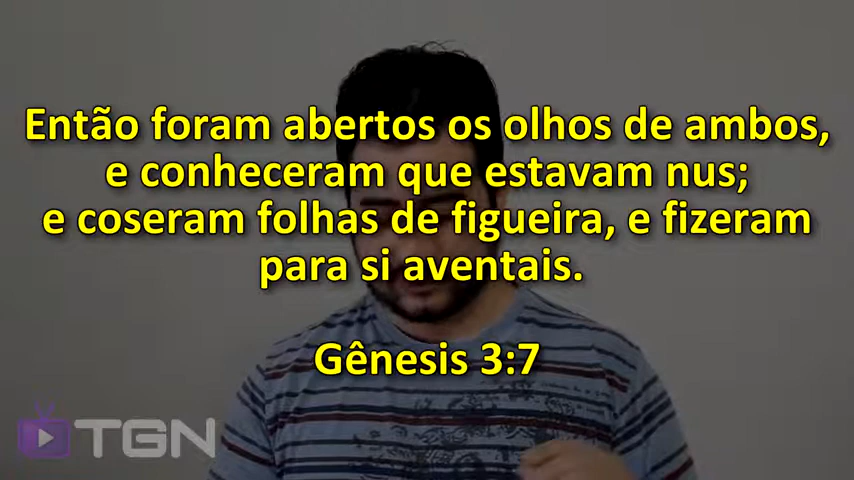 Então foram abertos os olhos de ambos,
e conheceram que estavam nus;
e coseram folhas de figueira, e fizeram
para si aventais.
Gênesis 3:7
TGN